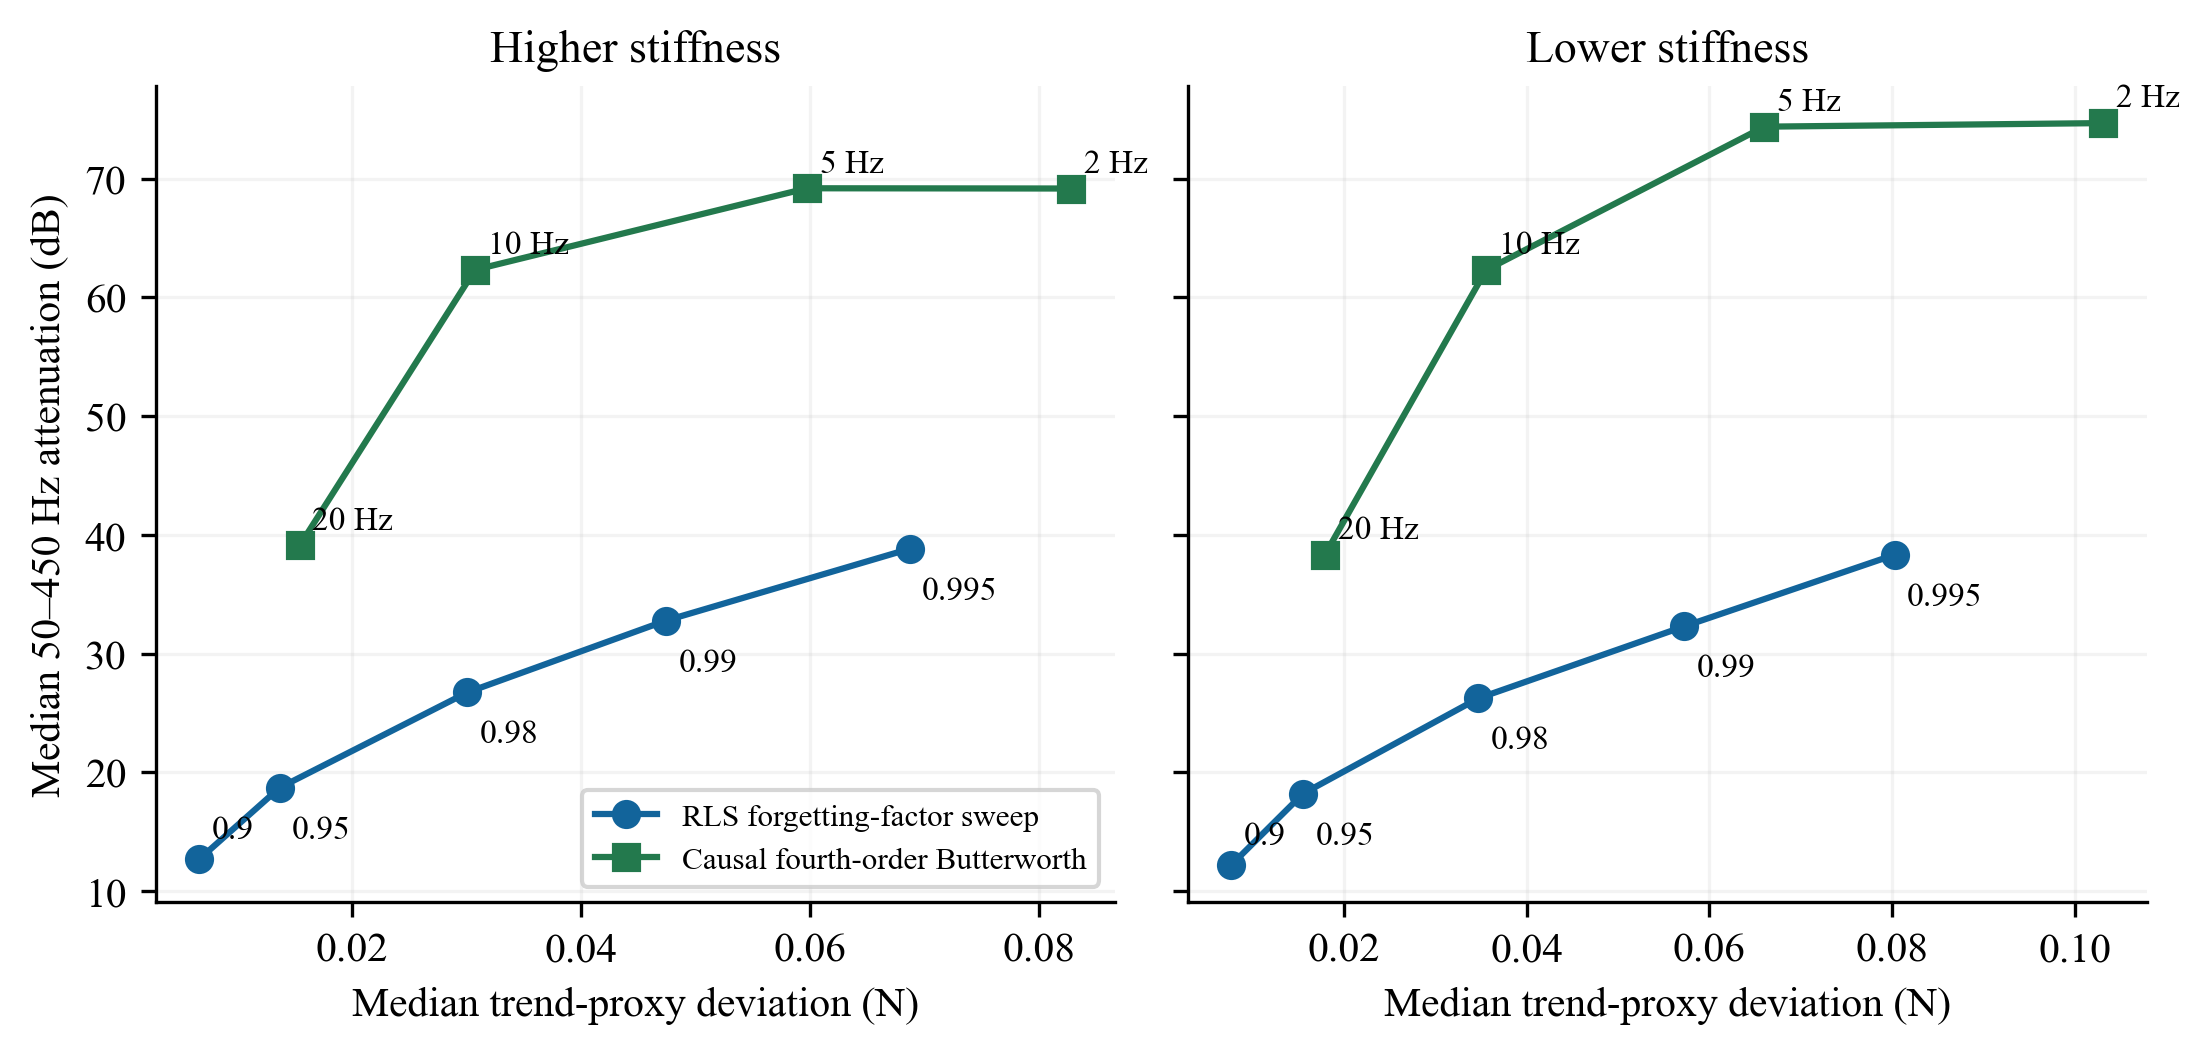 Higher stiffness
Lower stiffness
Median 50–450 Hz attenuation (dB)
70
60
50
40
30
20
10
20 Hz
10 Hz
5 Hz
2 Hz
0.9
0.95
0.98
0.99
0.995
RLS forgetting-factor sweep
Causal fourth-order Butterworth
0.02
0.04
0.06
0.08
Median trend-proxy deviation (N)
20 Hz
10 Hz
5 Hz
2 Hz
0.9
0.95
0.98
0.99
0.995
0.02
0.04
0.06
0.08
0.10
Median trend-proxy deviation (N)